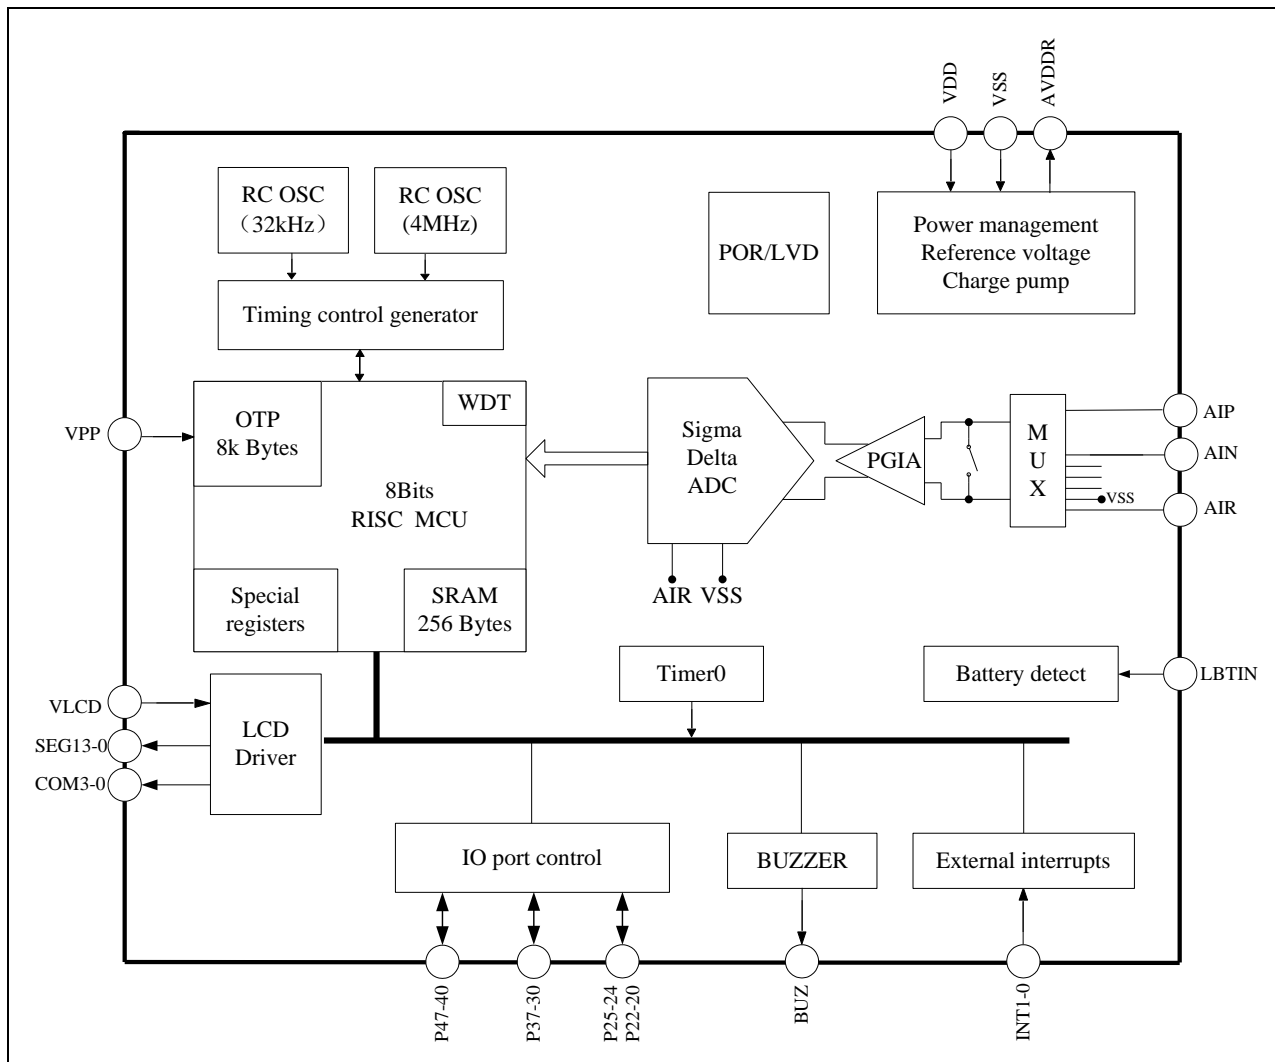 VDD
VSS
AVDDR
RC OSC
（32kHz）
RC OSC
(4MHz)
POR/LVD
Power management
Reference voltage
Charge pump
Timing control generator
VPP
OTP
8k Bytes
WDT
8Bits
RISC MCU
Special
registers
SRAM
256 Bytes
Sigma
Delta
ADC
AIR
VSS
PGIA
M
U
X
VSS
AIP
AIN
AIR
Timer0
Battery detect
LBTIN
VLCD
SEG13-0
COM3-0
LCD
Driver
IO port control
BUZZER
External interrupts
P47-40
P37-30
P25-24
P22-20
BUZ
INT1-0